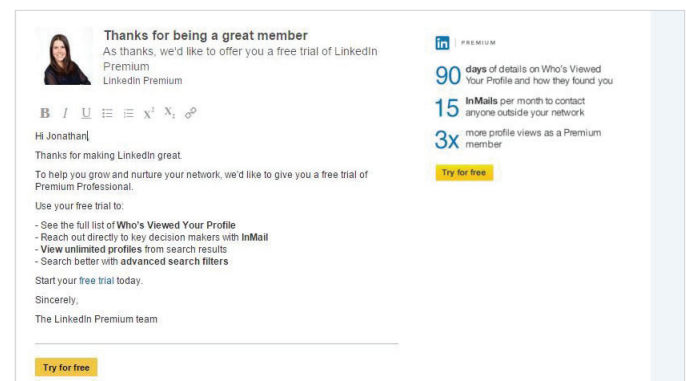 Thanks for being a great member
As thanks, we'd like to offer you a free trial of LinkedIn
Premium
LinkedIn Premium
B I U X² X₂
Hi Jonathan,
Thanks for making LinkedIn great.
To help you grow and nurture your network, we'd like to give you a free trial of
Premium Professional.
Use your free trial to:
- See the full list of Who's Viewed Your Profile
- Reach out directly to key decision makers with InMail
- View unlimited profiles from search results
- Search better with advanced search filters
Start your free trial today.
Sincerely,
The LinkedIn Premium team
Try for free
in PREMIUM
90 days of details on Who's Viewed
Your Profile and how they found you
15 InMails per month to contact
anyone outside your network
3x more profile views as a Premium
member
Try for free